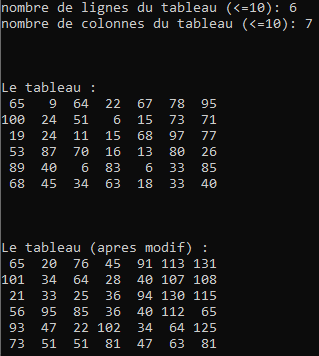 nombre de lignes du tableau (<=10): 6
nombre de colonnes du tableau (<=10): 7
Le tableau :
65 9 64 22 67 78 95
100 24 51 6 15 73 71
19 24 11 15 68 97 77
53 87 70 16 13 80 26
89 40 6 83 6 33 85
68 45 34 63 18 33 40
Le tableau (apres modif) :
65 20 76 45 91 113 131
101 34 64 28 40 107 108
21 33 25 36 94 130 115
56 95 85 36 40 112 65
93 47 22 102 34 64 125
73 51 51 81 47 63 81